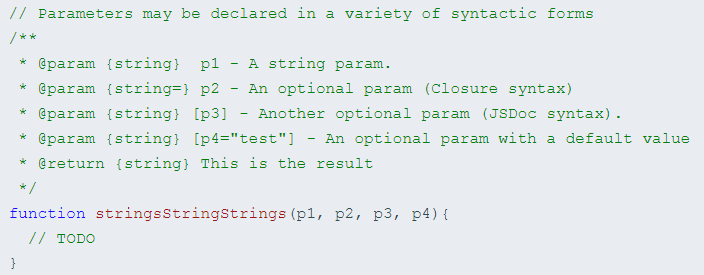 // Parameters may be declared in a variety of syntactic forms
/**
 * @param {string}  p1 - A string param.
 * @param {string=} p2 - An optional param (Closure syntax)
 * @param {string} [p3] - Another optional param (JSDoc syntax).
 * @param {string} [p4="test"] - An optional param with a default value
 * @return {string} This is the result
 */
function stringsStringStrings(p1, p2, p3, p4){
  // TODO
}